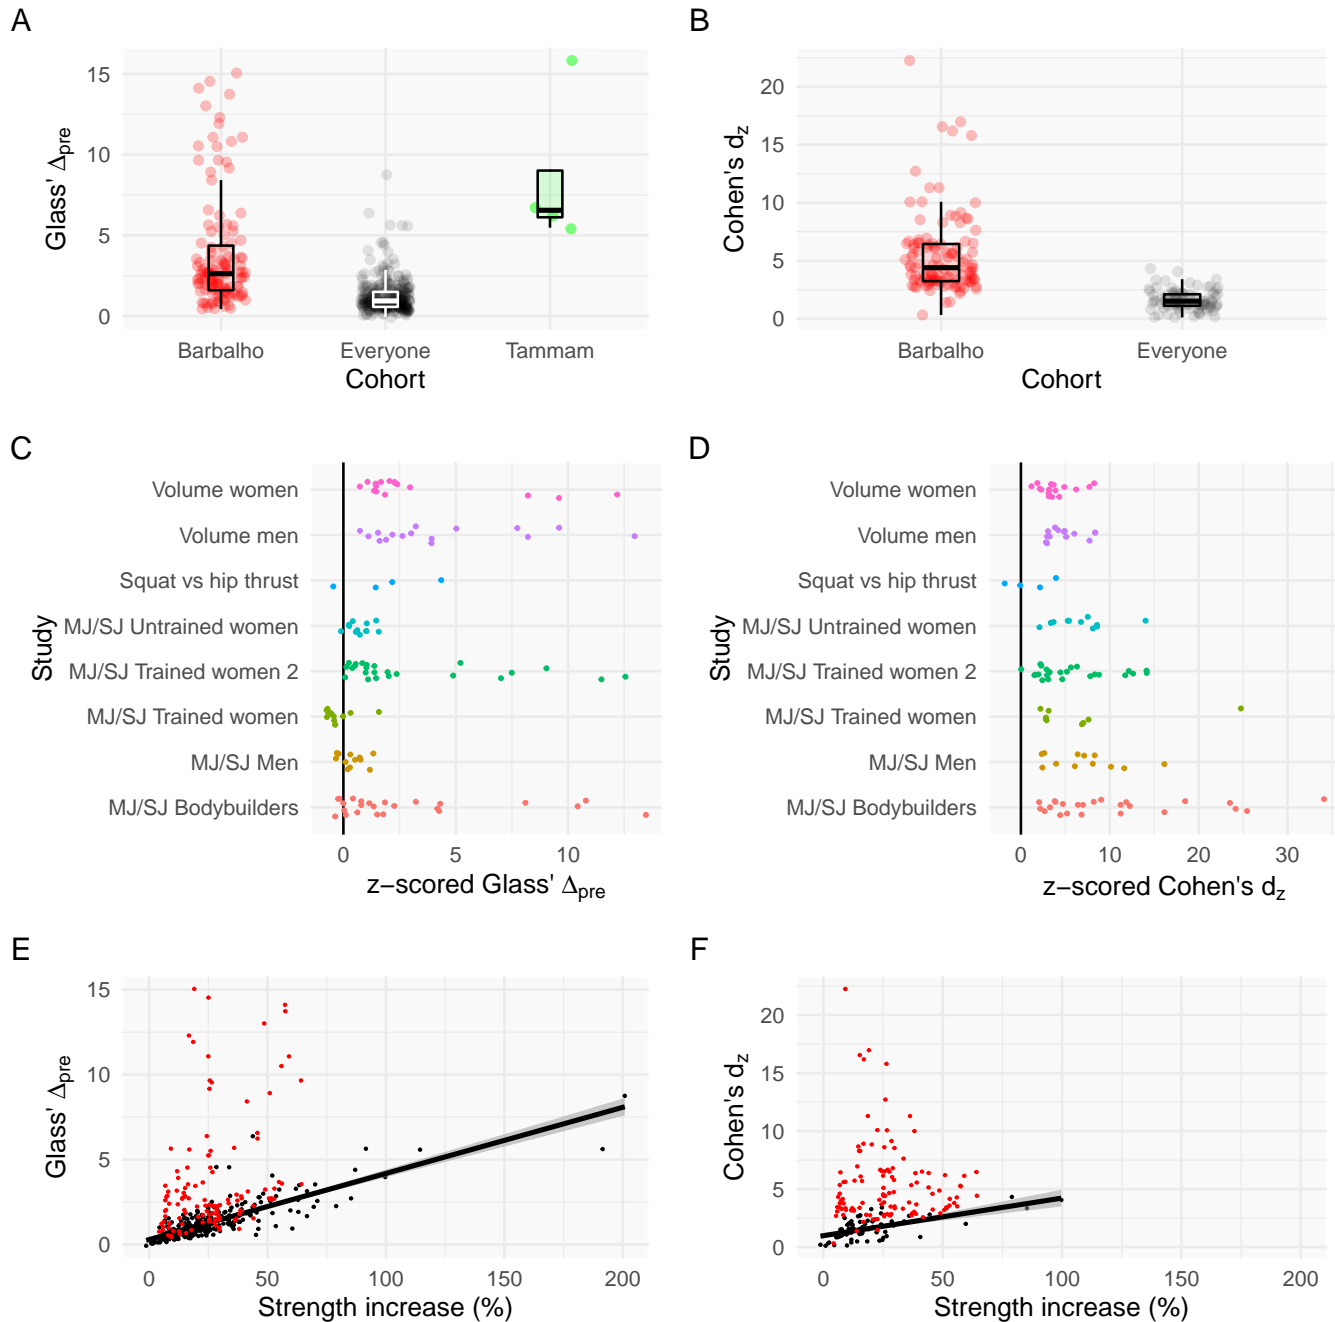 A
Glass' Δpre
15
10
5
0
Barbalho
Everyone
Tammam
Cohort
B
Cohen's dz
20
15
10
5
0
Barbalho
Everyone
Cohort
C
Study
Volume women
Volume men
Squat vs hip thrust
MJ/SJ Untrained women
MJ/SJ Trained women 2
MJ/SJ Trained women
MJ/SJ Men
MJ/SJ Bodybuilders
0
5
10
z−scored Glass' Δpre
D
Study
Volume women
Volume men
Squat vs hip thrust
MJ/SJ Untrained women
MJ/SJ Trained women 2
MJ/SJ Trained women
MJ/SJ Men
MJ/SJ Bodybuilders
0
10
20
30
z−scored Cohen's dz
E
Glass' Δpre
15
10
5
0
0
50
100
150
200
Strength increase (%)
F
Cohen's dz
20
15
10
5
0
0
50
100
150
200
Strength increase (%)